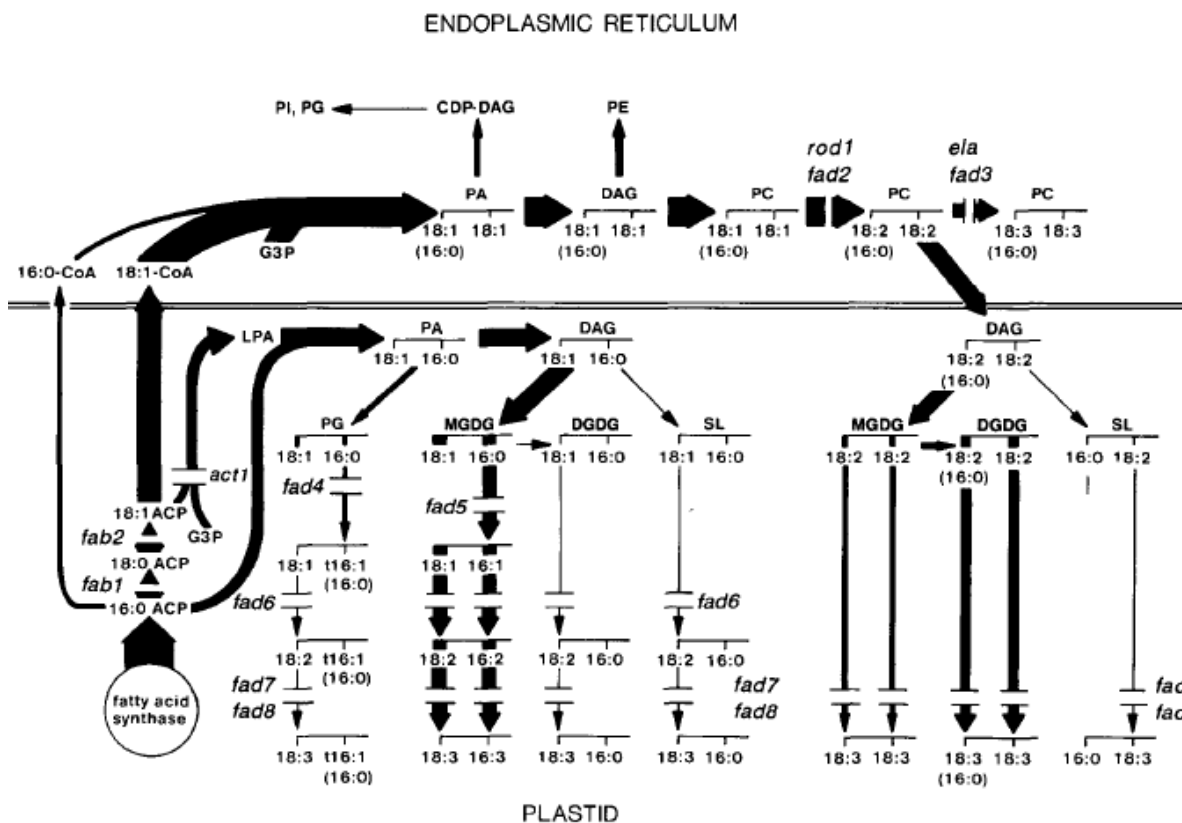 ENDOPLASMIC RETICULUM
PI, PG CDP-DAG PE
rod1 ela
fad2 fad3
PA DAG PC PC PC
18:1 18:1 18:1 18:1 18:1 18:1 18:2 18:2 18:3 18:3
(16:0) (16:0) (16:0) (16:0) (16:0)
G3P
16:0-CoA 18:1-CoA
LPA PA DAG DAG
18:1 16:0 18:1 16:0 18:2 18:2
(16:0)
PG MGDG DGDG SL MGDG DGDG SL
18:1 16:0 18:1 16:0 18:1 16:0 18:1 16:0 18:2 18:2 18:2 18:2 16:0 18:2
(16:0)
act1 fad4 fad5
18:1 ACP
fab2 G3P
18:0 ACP 18:1 t16:1 18:1 16:1
(16:0)
fab1
16:0 ACP fad6 fad6
18:2 t16:1 18:2 16:2 18:2 16:0 18:2 16:0
(16:0)
fatty acid
synthase
fad7 fad7 fad
fad8 fad8 fad
18:3 t16:1 18:3 16:3 18:3 16:0 18:3 16:0 18:3 18:3 18:3 18:3 16:0 18:3
(16:0) (16:0)
PLASTID